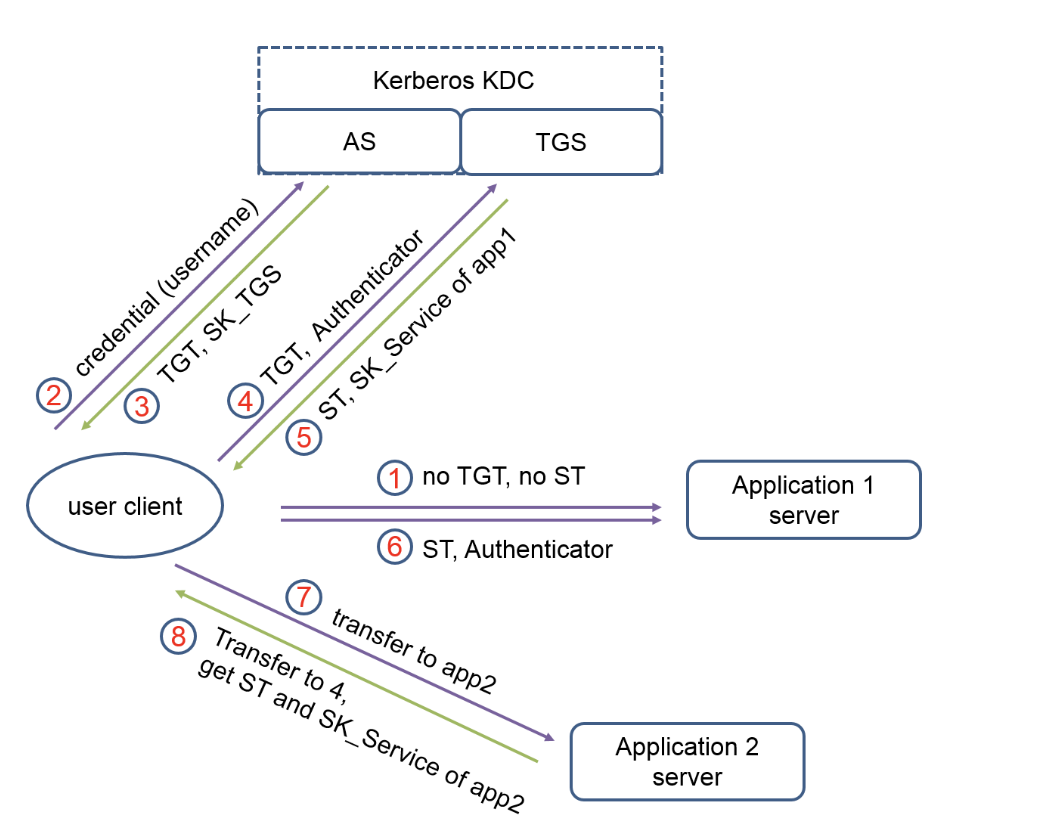 Kerberos KDC
AS
TGS
2
credential (username)
3
TGT, SK_TGS
4
TGT, Authenticator
5
ST, SK_Service of app1
user client
1
no TGT, no ST
6
ST, Authenticator
Application 1
server
7
transfer to app2
8
Transfer to 4,
get ST and SK_Service of app2
Application 2
server